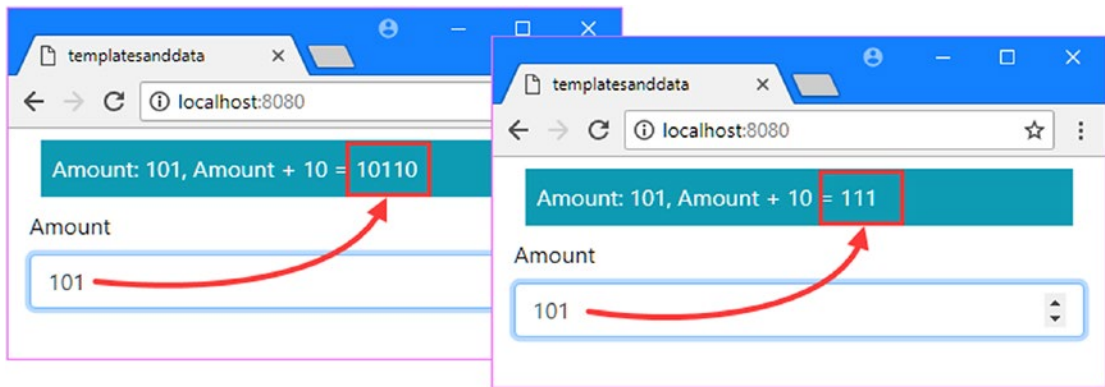 templatesanddata
localhost:8080
Amount: 101, Amount + 10 = 10110
Amount
101
templatesanddata
localhost:8080
Amount: 101, Amount + 10 = 111
Amount
101